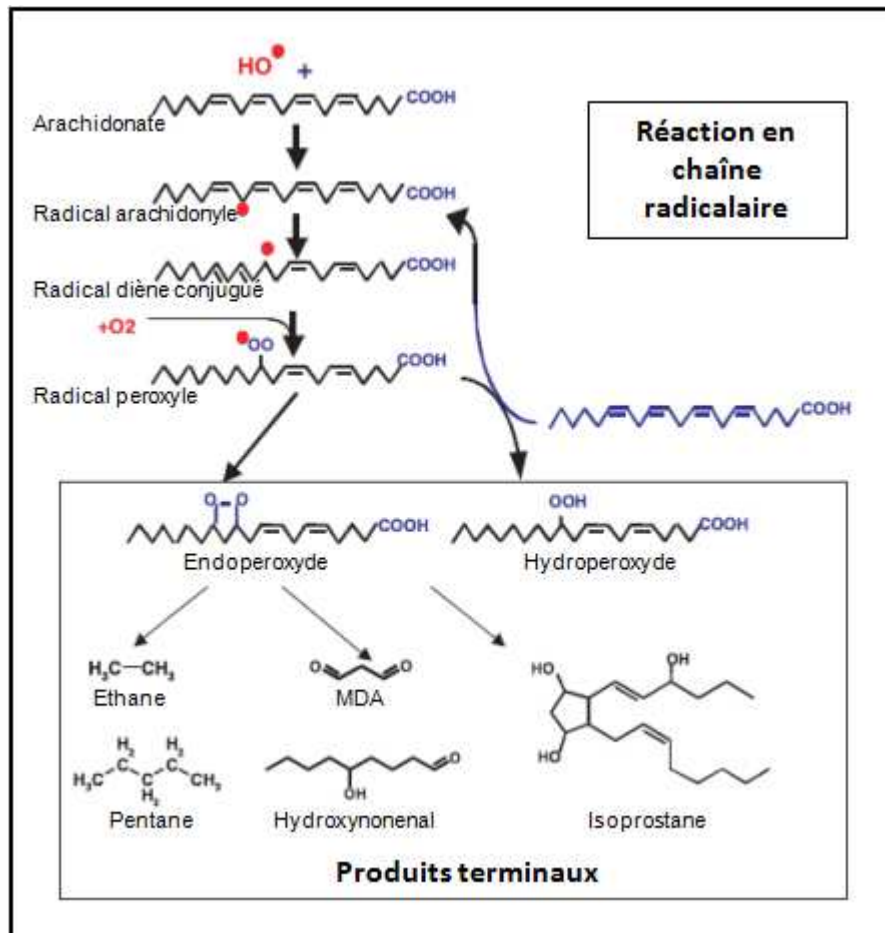 HO• +
COOH
Arachidonate
Réaction en
chaîne
radicalaire
COOH
Radical arachidonyle
COOH
Radical diène conjugué
+O2
OO
COOH
Radical peroxyle
COOH
O-O
COOH
Endoperoxyde
OOH
COOH
Hydroperoxyde
H₃C—CH₃
Ethane
O O
MDA
HO
OH
HO
Isoprostane
H₃C C H₂ C H₂ C H₂ CH₃
Pentane
O
OH
Hydroxynonenal
Produits terminaux